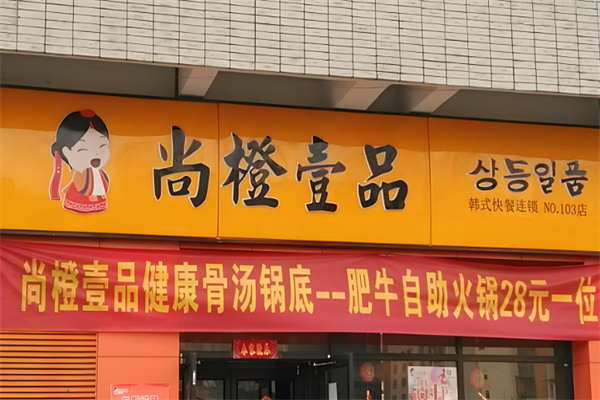 尚橙壹品
상등일품
韩式快餐连锁 NO.103店
尚橙壹品健康骨汤锅底--肥牛自助火锅28元一位